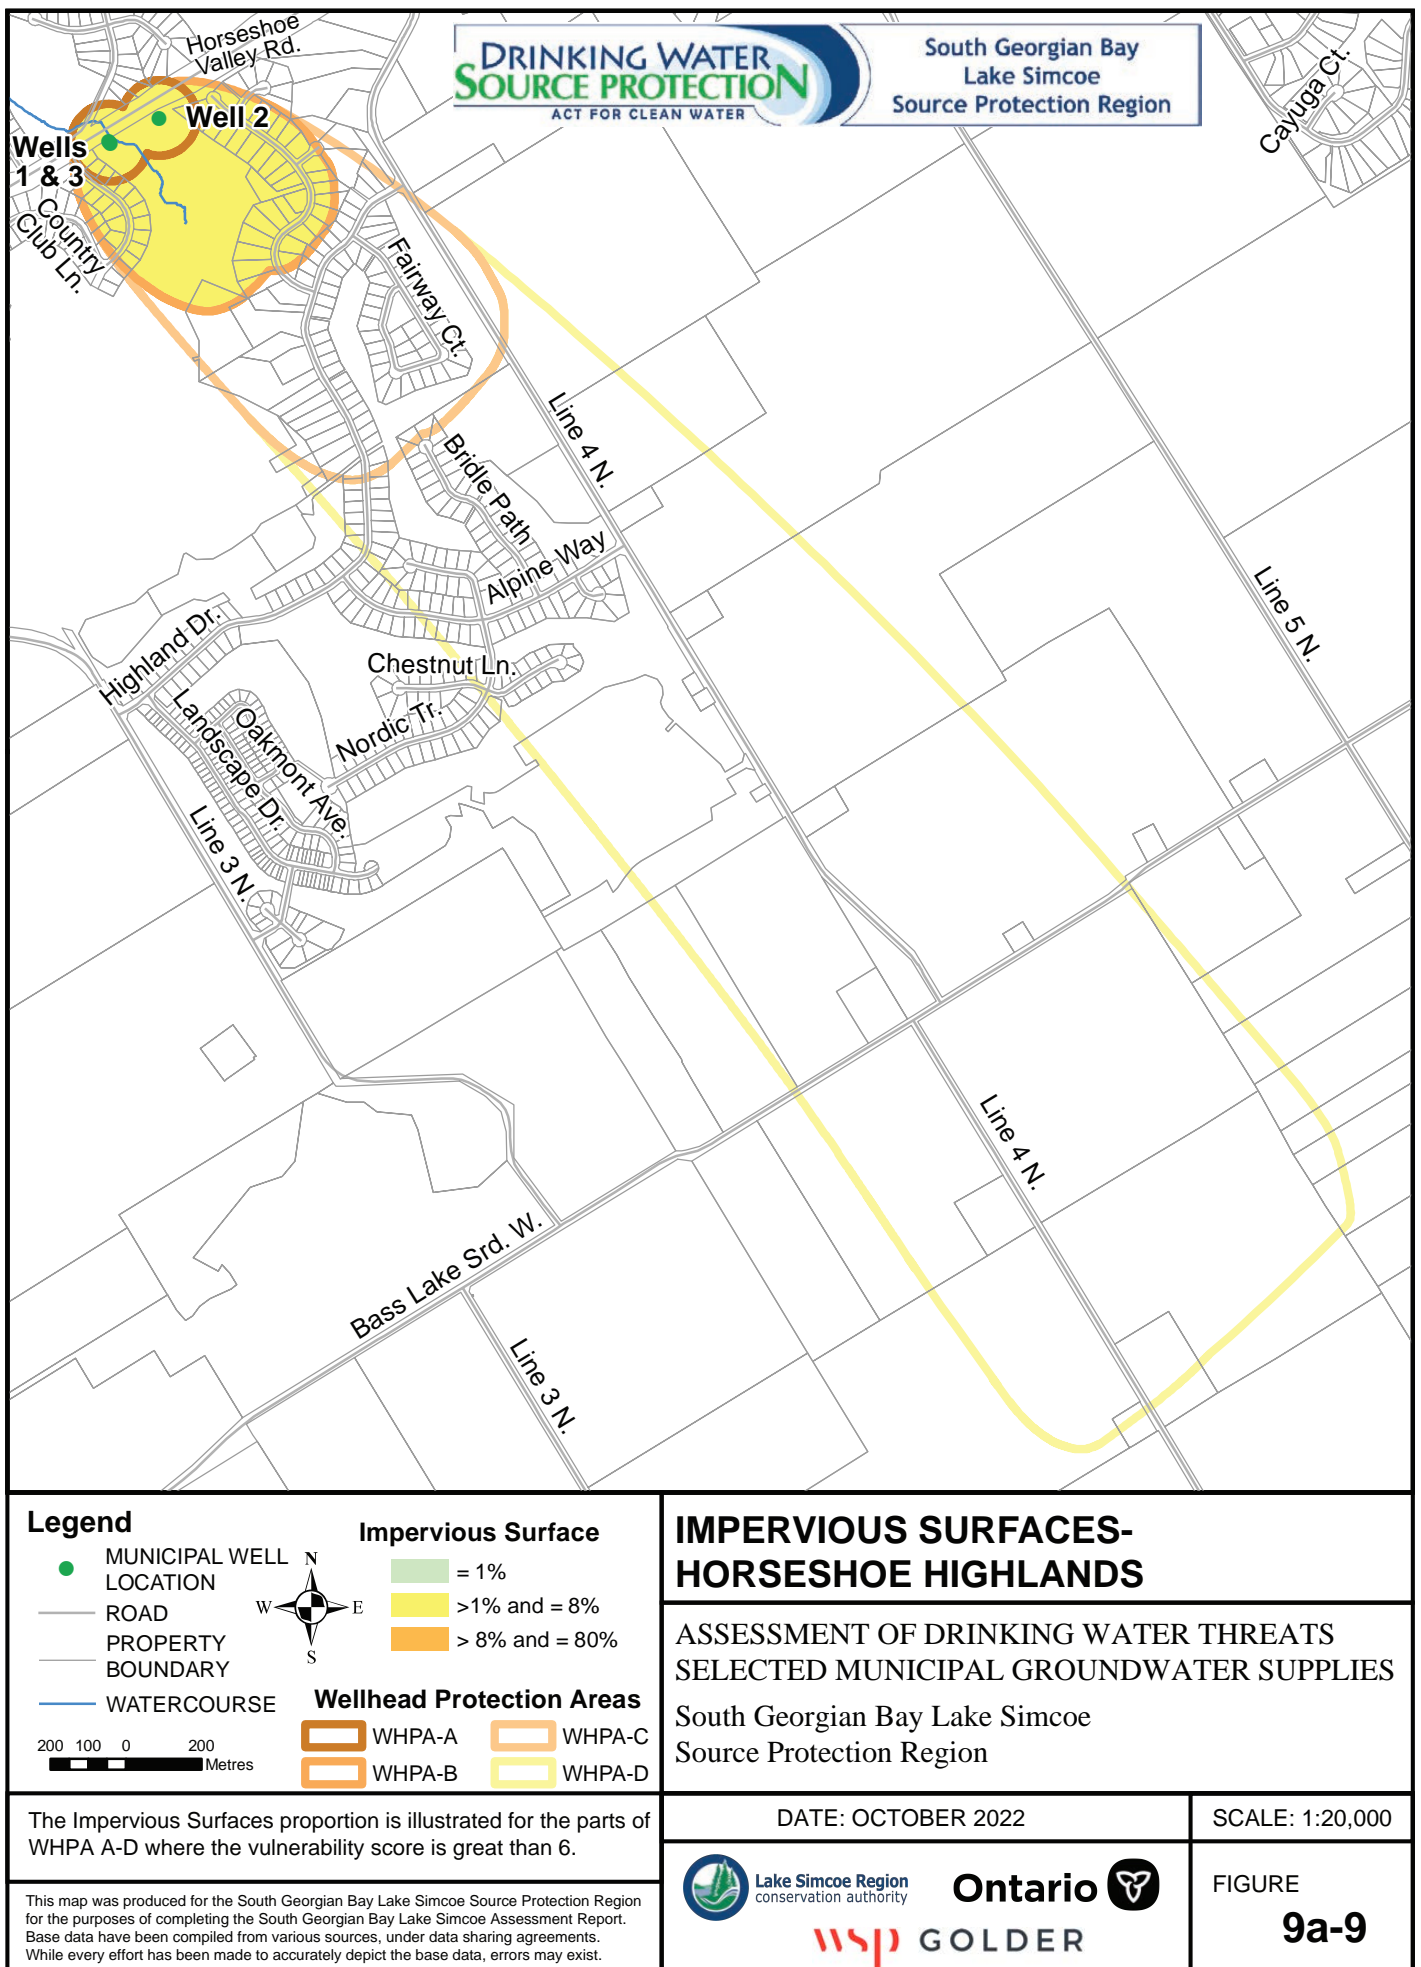 DRINKING WATER
SOURCE PROTECTION
ACT FOR CLEAN WATER
South Georgian Bay
Lake Simcoe
Source Protection Region
Horseshoe
Valley Rd.
Cayuga Ct.
Well 2
Wells
1 & 3
Country
Club Ln.
Fairway Ct.
Line 4 N.
Bridle Path
Alpine Way
Line 5 N.
Highland Dr.
Chestnut Ln.
Landscape Dr.
Oakmont Ave.
Nordic Tr.
Line 3 N.
Line 4 N.
Bass Lake Srd. W.
Line 3 N.
Legend
MUNICIPAL WELL
LOCATION
ROAD
PROPERTY
BOUNDARY
WATERCOURSE
200 100 0 200
Metres
N
W E
S
Impervious Surface
= 1%
>1% and = 8%
> 8% and = 80%
Wellhead Protection Areas
WHPA-A WHPA-C
WHPA-B WHPA-D
The Impervious Surfaces proportion is illustrated for the parts of
WHPA A-D where the vulnerability score is great than 6.
This map was produced for the South Georgian Bay Lake Simcoe Source Protection Region
for the purposes of completing the South Georgian Bay Lake Simcoe Assessment Report.
Base data have been compiled from various sources, under data sharing agreements.
While every effort has been made to accurately depict the base data, errors may exist.
IMPERVIOUS SURFACES-
HORSESHOE HIGHLANDS
ASSESSMENT OF DRINKING WATER THREATS
SELECTED MUNICIPAL GROUNDWATER SUPPLIES
South Georgian Bay Lake Simcoe
Source Protection Region
DATE: OCTOBER 2022
SCALE: 1:20,000
Lake Simcoe Region
conservation authority
Ontario
wsp GOLDER
FIGURE
9a-9